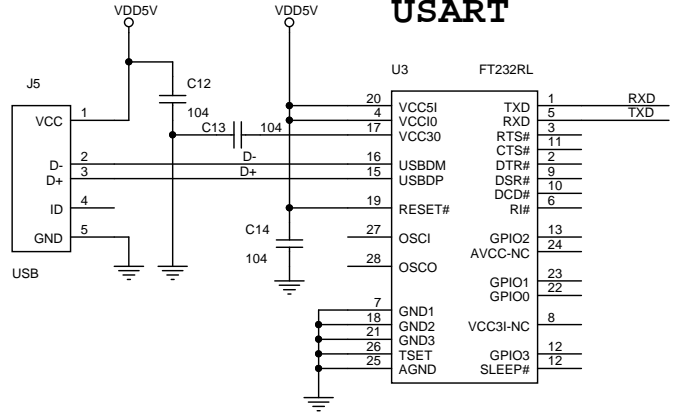 USART
VDD5V
VDD5V
J5
VCC
1
D-
2
D+
3
ID
4
GND
5
USB
C12
104
C13
104
D-
D+
C14
104
U3
FT232RL
20
VCC5I
4
VCCI0
17
VCC30
16
USBDM
15
USBDP
19
RESET#
27
OSCI
28
OSCO
7
GND1
18
GND2
21
GND3
26
TSET
25
AGND
TXD
1
RXD
RXD
5
TXD
RTS#
3
CTS#
11
DTR#
2
DSR#
9
DCD#
10
RI#
6
GPIO2
13
AVCC-NC
24
GPIO1
23
GPIO0
22
VCC3I-NC
8
GPIO3
12
SLEEP#
12